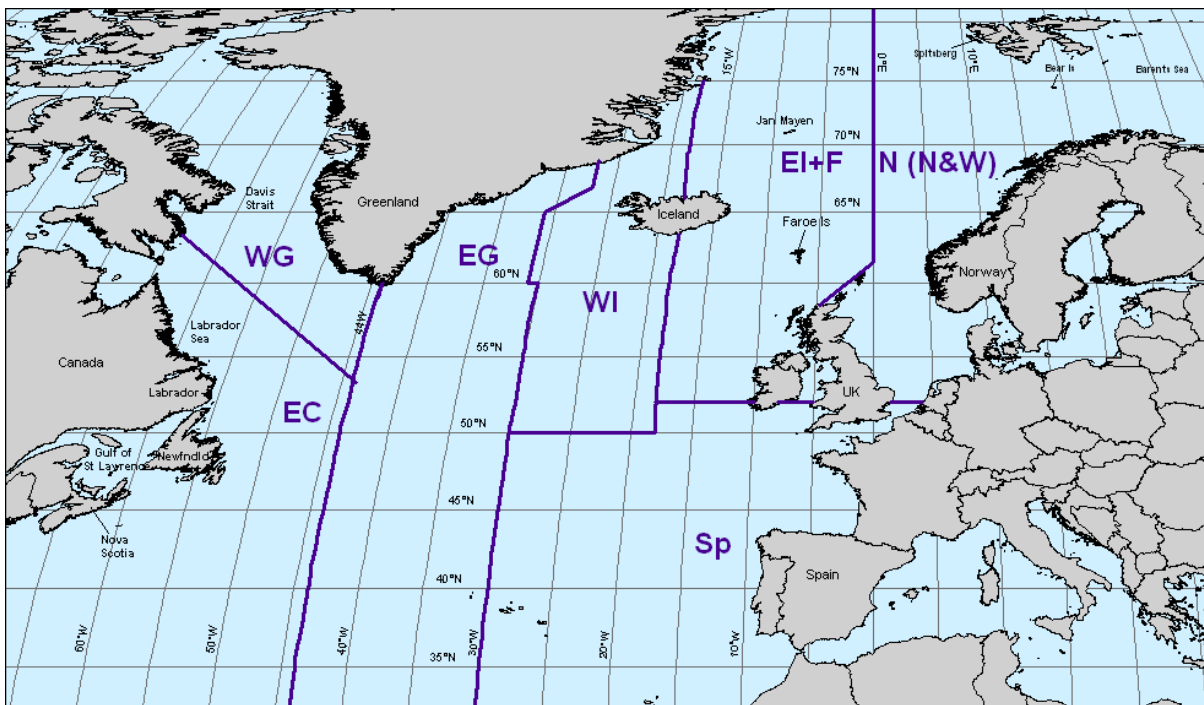 Spitsberg
Bear Is
Barents Sea
15°W
0°E
10°E
75°N
Jan Mayen
70°N
EI+F
N (N&W)
Davis
Strait
Greenland
Iceland
65°N
Faroe Is
WG
EG
60°N
WI
Norway
44W
Labrador
Sea
55°N
Canada
Labrador
UK
EC
50°N
Gulf of
St Lawrence
Newfndld
45°N
Nova
Scotia
Sp
Spain
40°N
60°W
50°W
40°W
30°W
20°W
10°W
35°N